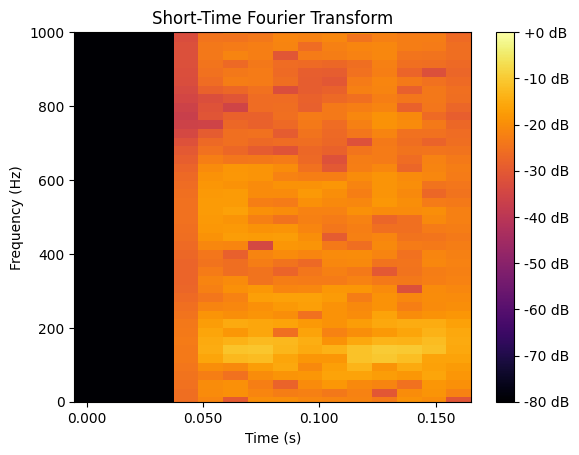 Short-Time Fourier Transform
1000
800
600
400
200
0
Frequency (Hz)
0.000
0.050
0.100
0.150
Time (s)
+0 dB
-10 dB
-20 dB
-30 dB
-40 dB
-50 dB
-60 dB
-70 dB
-80 dB